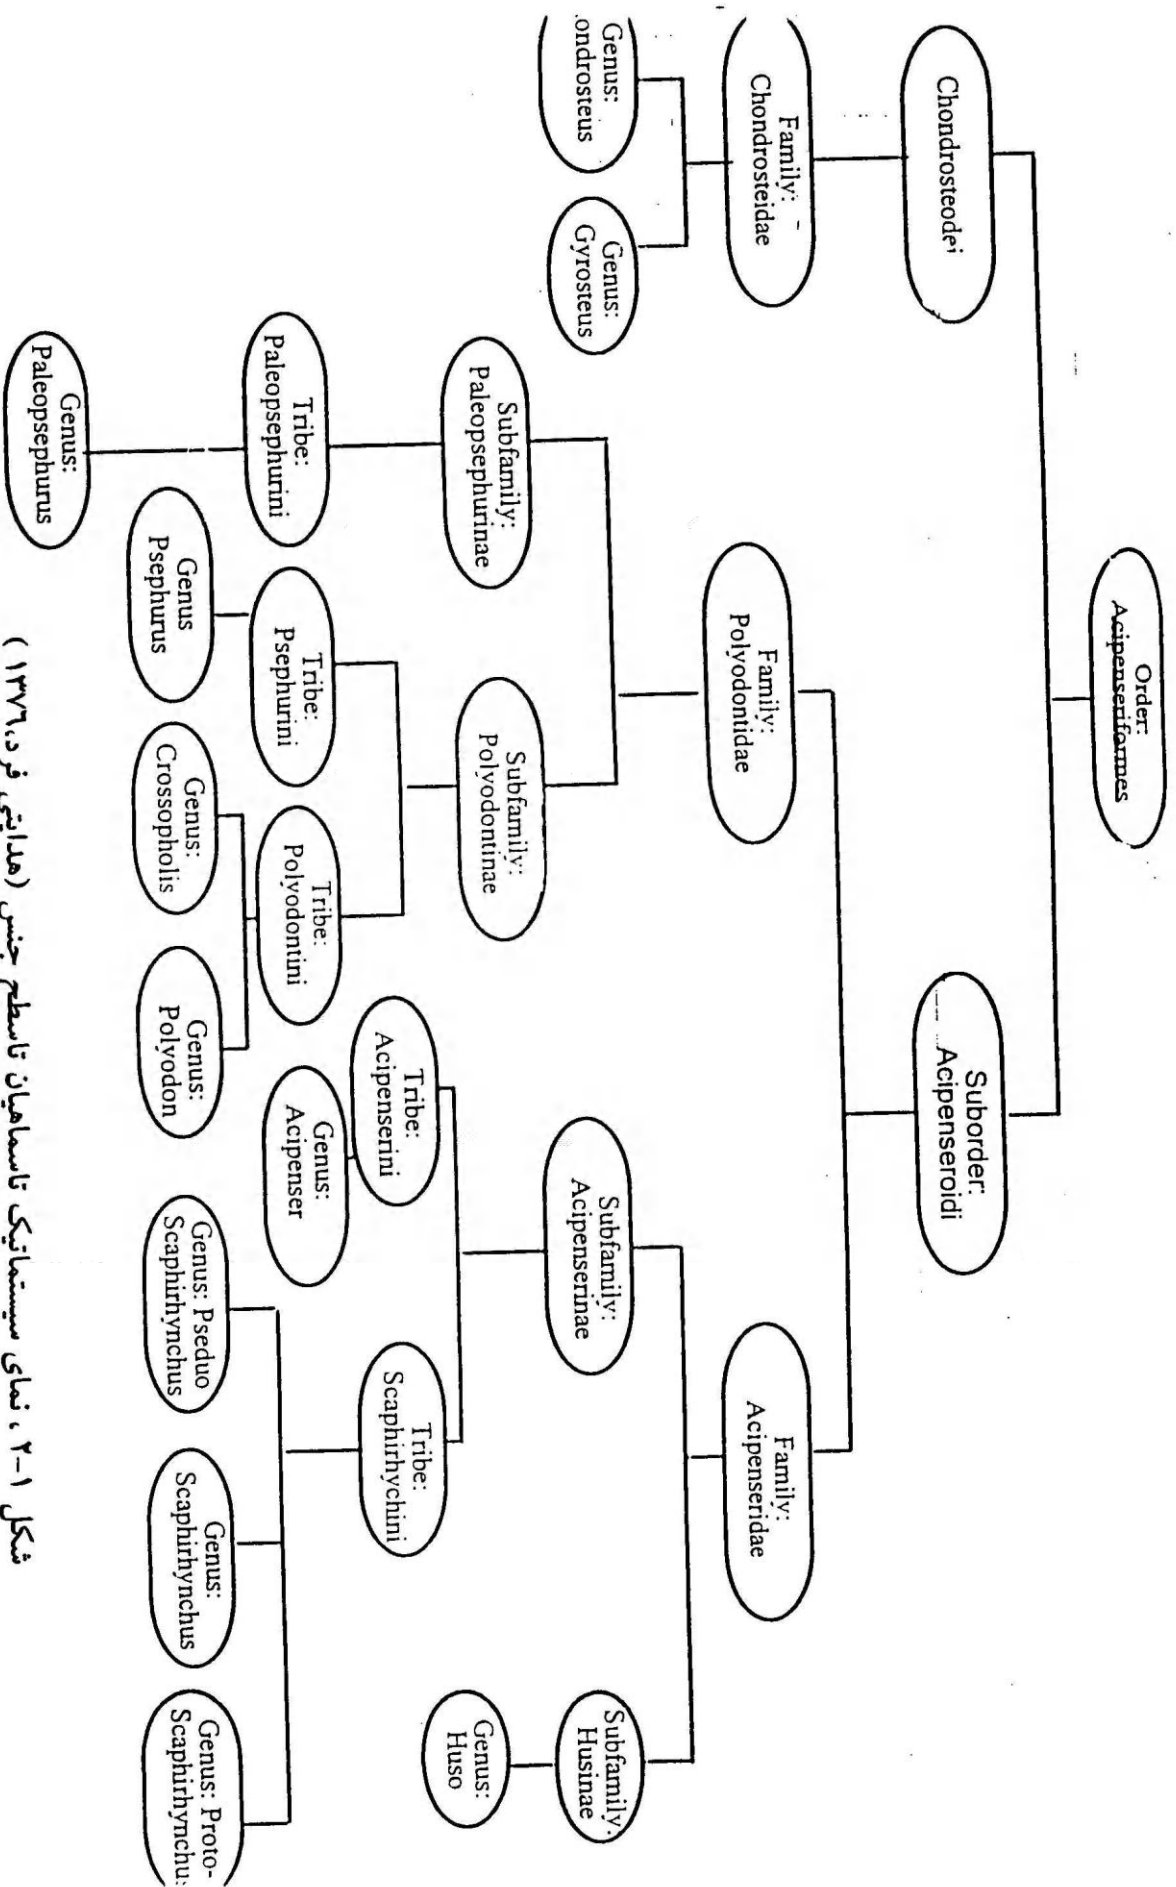 Order:
Acipenseriformes
Chondrosteodei
Suborder:
Acipenseroidi
Family:
Chondrosteidae
Family:
Polyodontidae
Family:
Acipenseridae
Genus:
ondrosteus
Genus:
Gyrosteus
Subfamily:
Paleopsephurinae
Subfamily:
Polyodontinae
Subfamily:
Acipenserinae
Subfamily:
Husinae
Tribe:
Paleopsephurini
Tribe:
Psephurini
Tribe:
Polyodontini
Tribe:
Acipenserini
Tribe:
Scaphirhychini
Genus:
Huso
Genus:
Paleopsephurus
Genus
Psephurus
Genus:
Crossopholis
Genus:
Polyodon
Genus:
Acipenser
Genus: Pseduo
Scaphirhynchus
Genus:
Scaphirhynchus
Genus: Proto-
Scaphirhynchu
شکل ۱-۲ ، نمای سیستماتیک تاسماهیان تاسطح جنس (هدایتی فرد، ۱۳۷۶ )